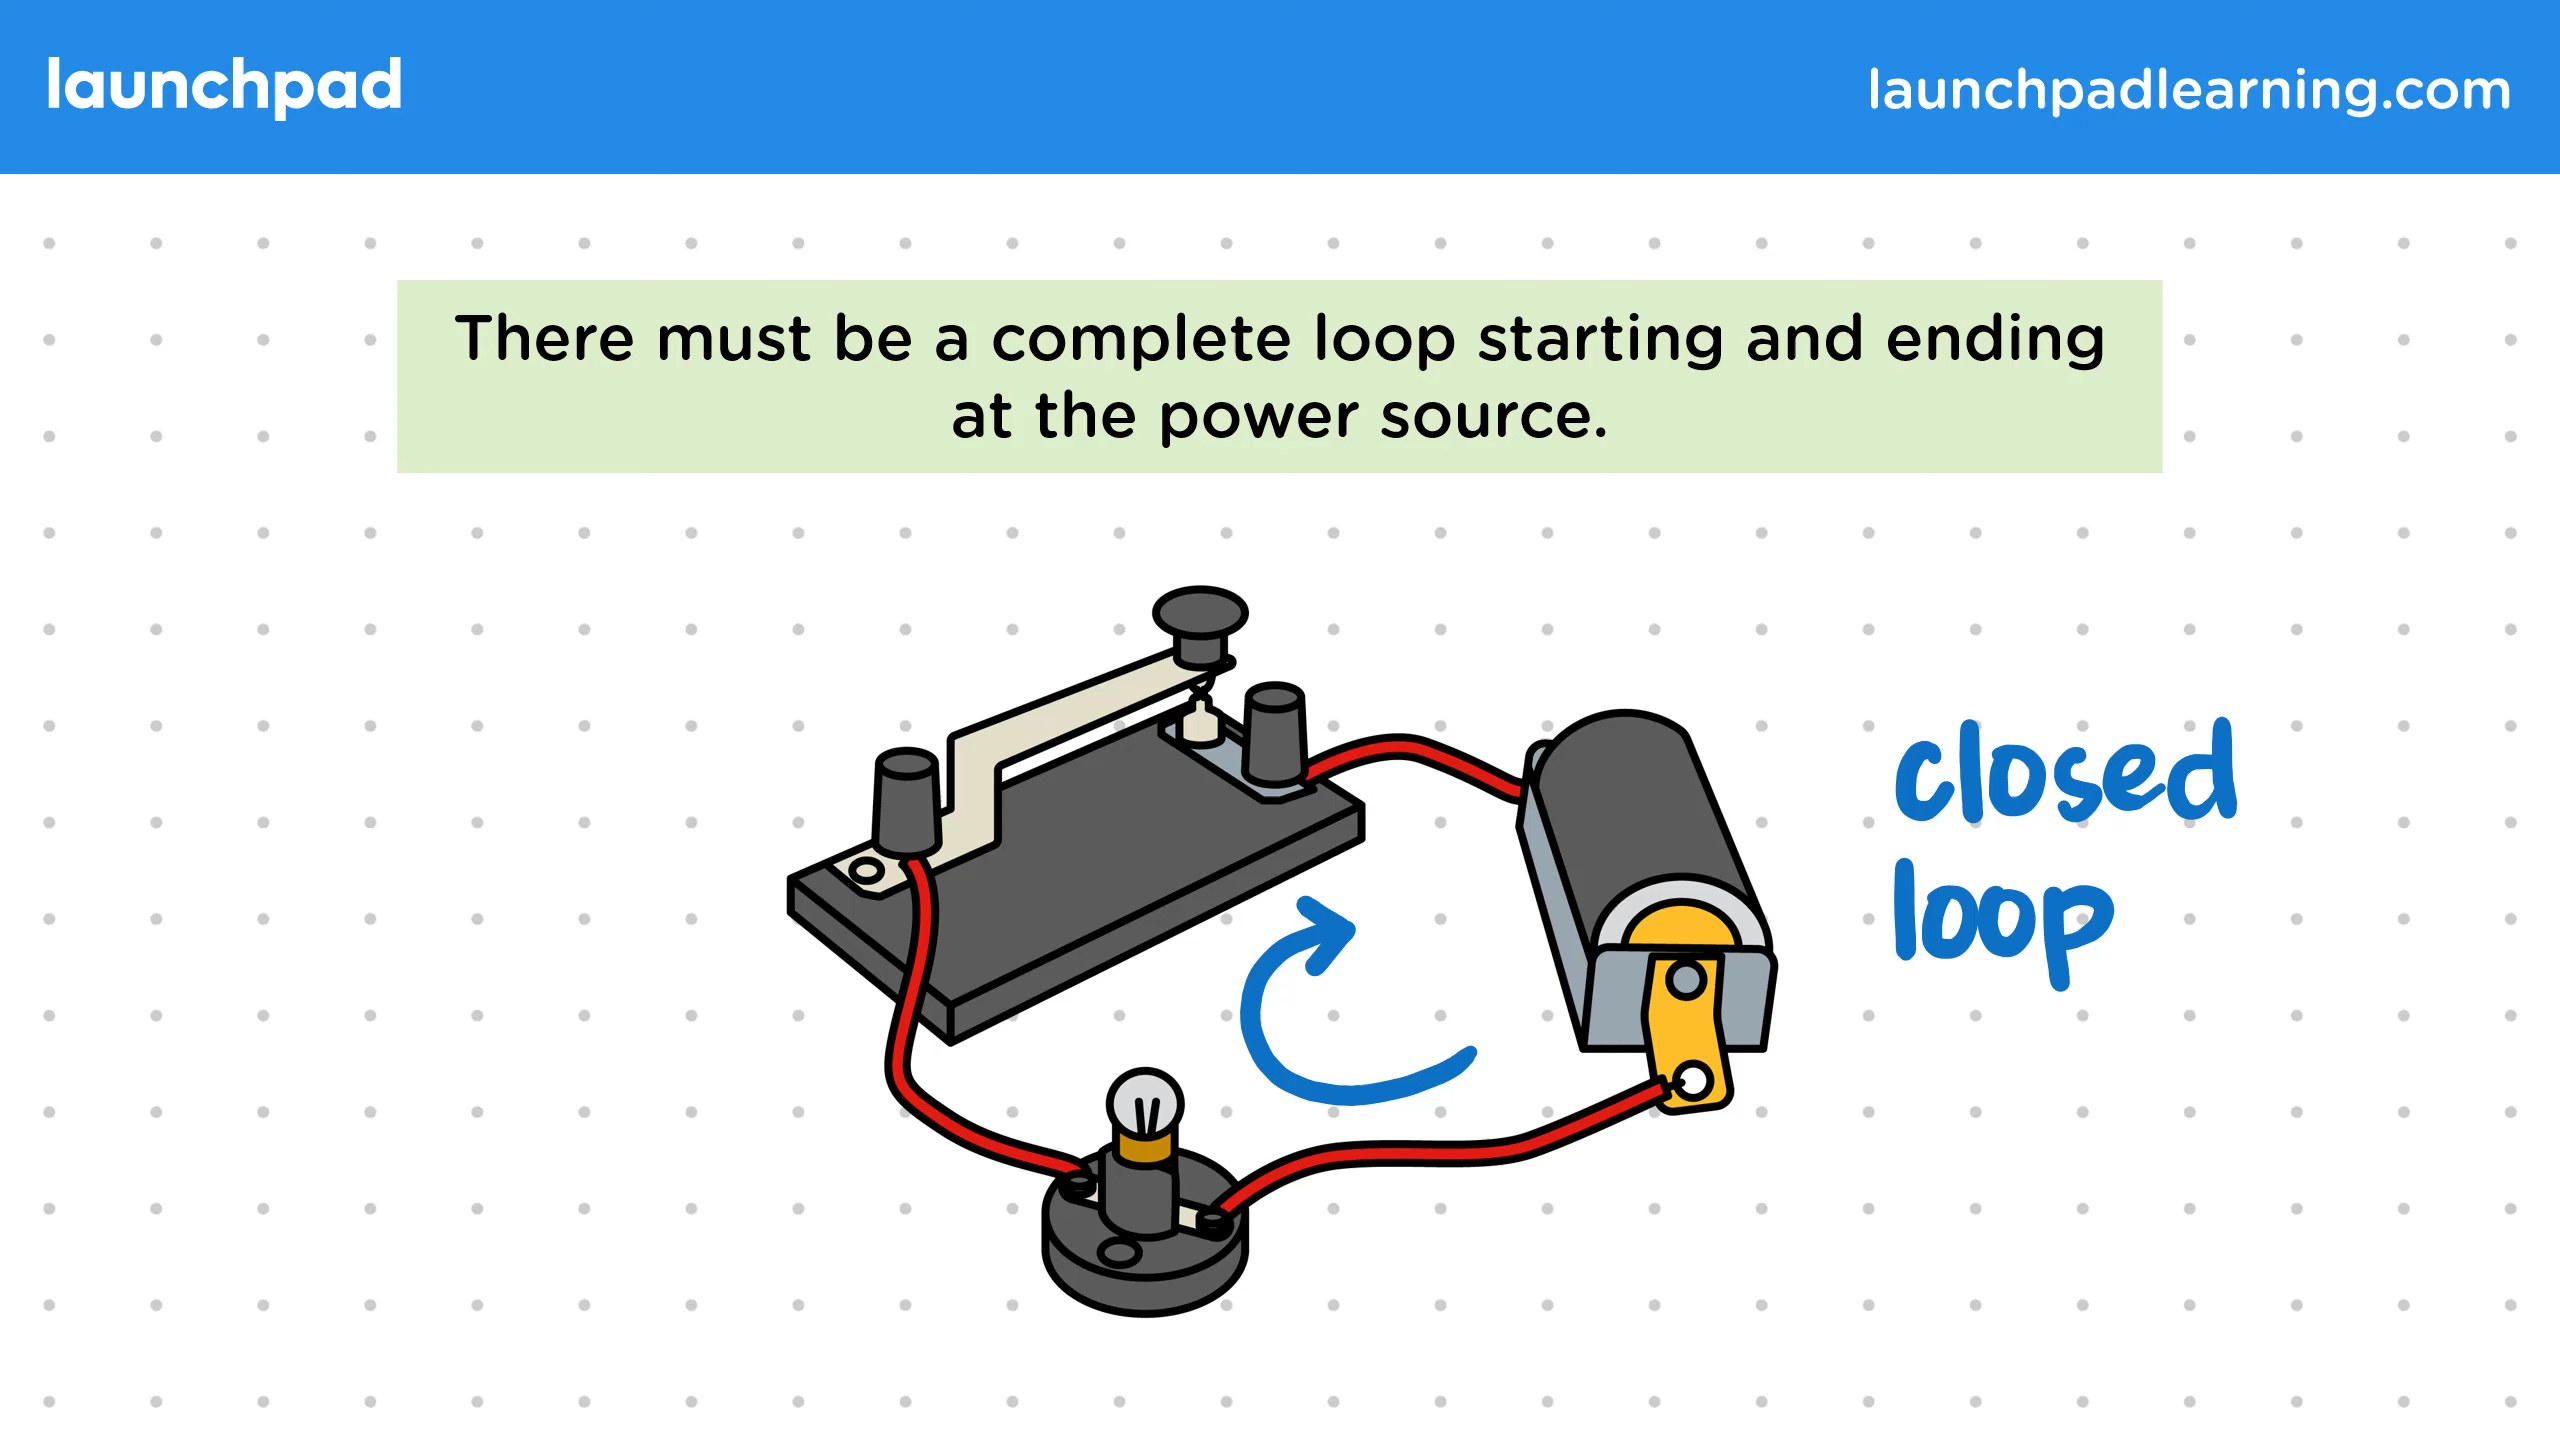 launchpad
launchpadlearning.com
There must be a complete loop starting and ending
at the power source.
closed
loop